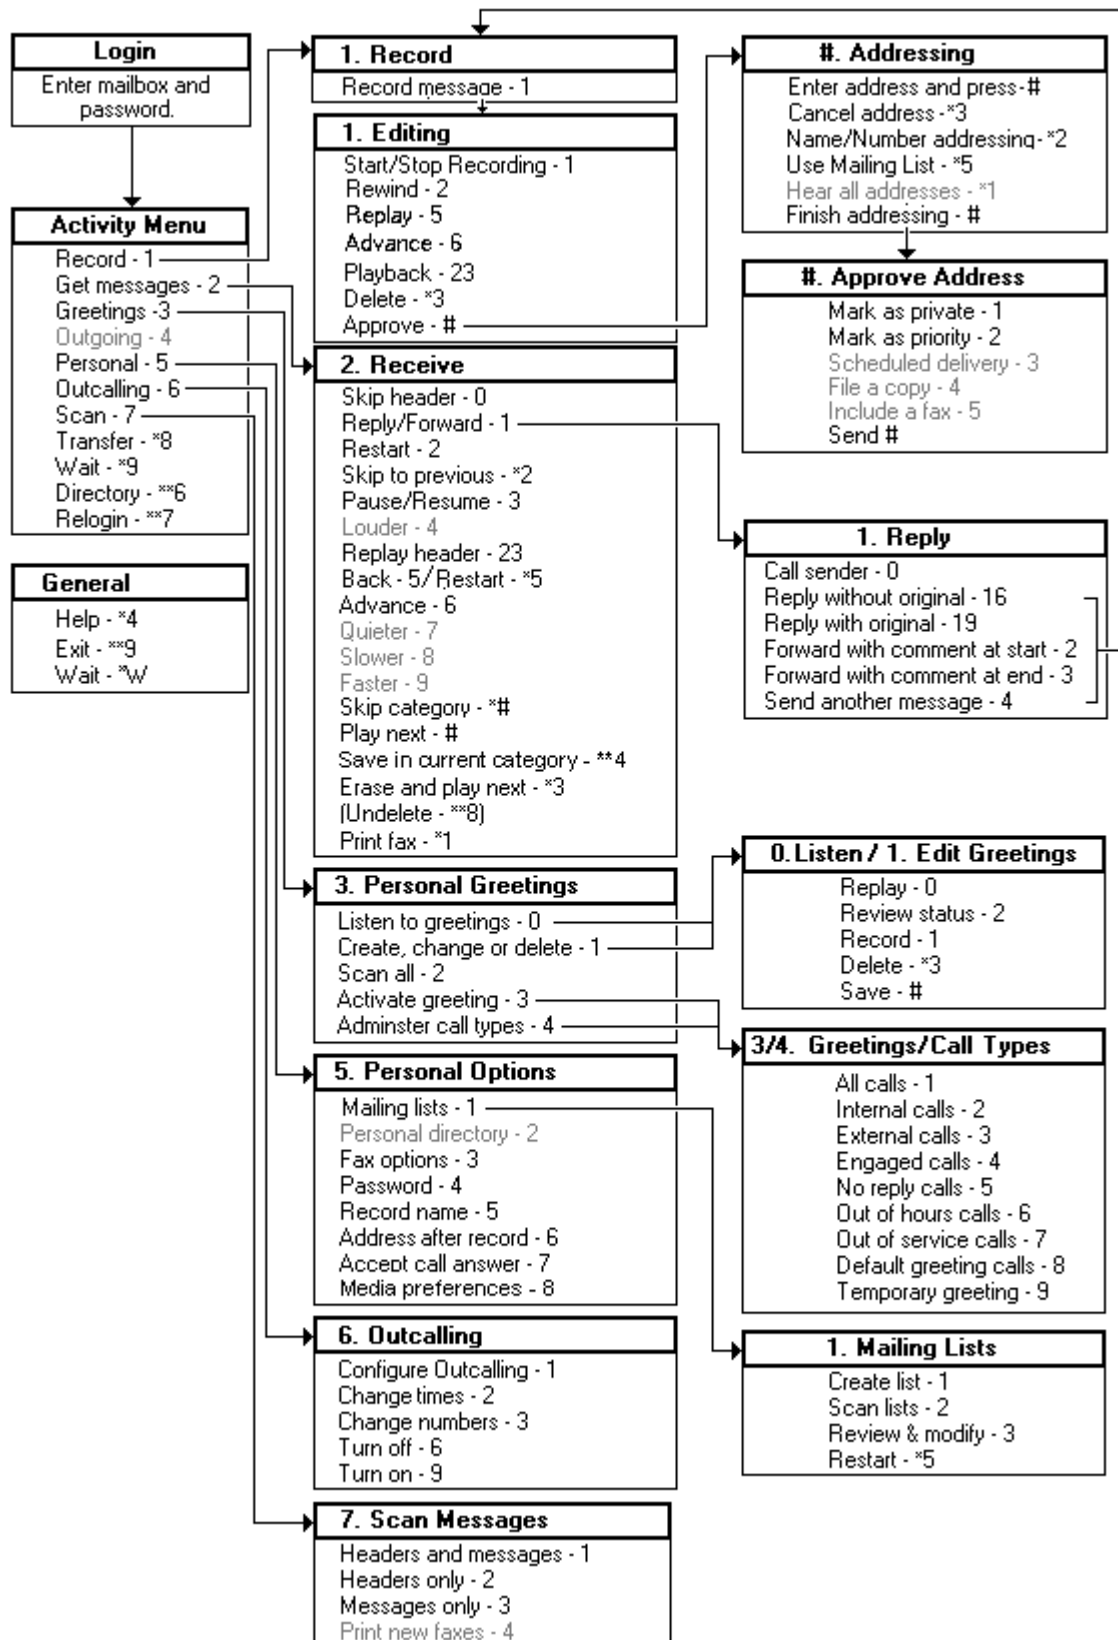 Login
Enter mailbox and
password.
Activity Menu
Record - 1
Get messages - 2
Greetings -3
Outgoing - 4
Personal - 5
Outcalling - 6
Scan - 7
Transfer - *8
Wait - *9
Directory - **6
Relogin - **7
General
Help - *4
Exit - **9
Wait - *W
1. Record
Record message - 1
1. Editing
Start/Stop Recording - 1
Rewind - 2
Replay - 5
Advance - 6
Playback - 23
Delete - *3
Approve - #
2. Receive
Skip header - 0
Reply/Forward - 1
Restart - 2
Skip to previous - *2
Pause/Resume - 3
Louder - 4
Replay header - 23
Back - 5/Restart - *5
Advance - 6
Quieter - 7
Slower - 8
Faster - 9
Skip category - *#
Play next - #
Save in current category - **4
Erase and play next - *3
(Undelete - **8)
Print fax - *1
3. Personal Greetings
Listen to greetings - 0
Create, change or delete - 1
Scan all - 2
Activate greeting - 3
Adminster call types - 4
5. Personal Options
Mailing lists - 1
Personal directory - 2
Fax options - 3
Password - 4
Record name - 5
Address after record - 6
Accept call answer - 7
Media preferences - 8
6. Outcalling
Configure Outcalling - 1
Change times - 2
Change numbers - 3
Turn off - 6
Turn on - 9
7. Scan Messages
Headers and messages - 1
Headers only - 2
Messages only - 3
Print new faxes - 4
#. Addressing
Enter address and press-#
Cancel address -*3
Name/Number addressing- *2
Use Mailing List - *5
Hear all addresses - *1
Finish addressing - #
#. Approve Address
Mark as private - 1
Mark as priority - 2
Scheduled delivery - 3
File a copy - 4
Include a fax - 5
Send #
1. Reply
Call sender - 0
Reply without original - 16
Reply with original - 19
Forward with comment at start - 2
Forward with comment at end - 3
Send another message - 4
0. Listen / 1. Edit Greetings
Replay - 0
Review status - 2
Record - 1
Delete - *3
Save - #
3/4. Greetings/Call Types
All calls - 1
Internal calls - 2
External calls - 3
Engaged calls - 4
No reply calls - 5
Out of hours calls - 6
Out of service calls - 7
Default greeting calls - 8
Temporary greeting - 9
1. Mailing Lists
Create list - 1
Scan lists - 2
Review & modify - 3
Restart - *5